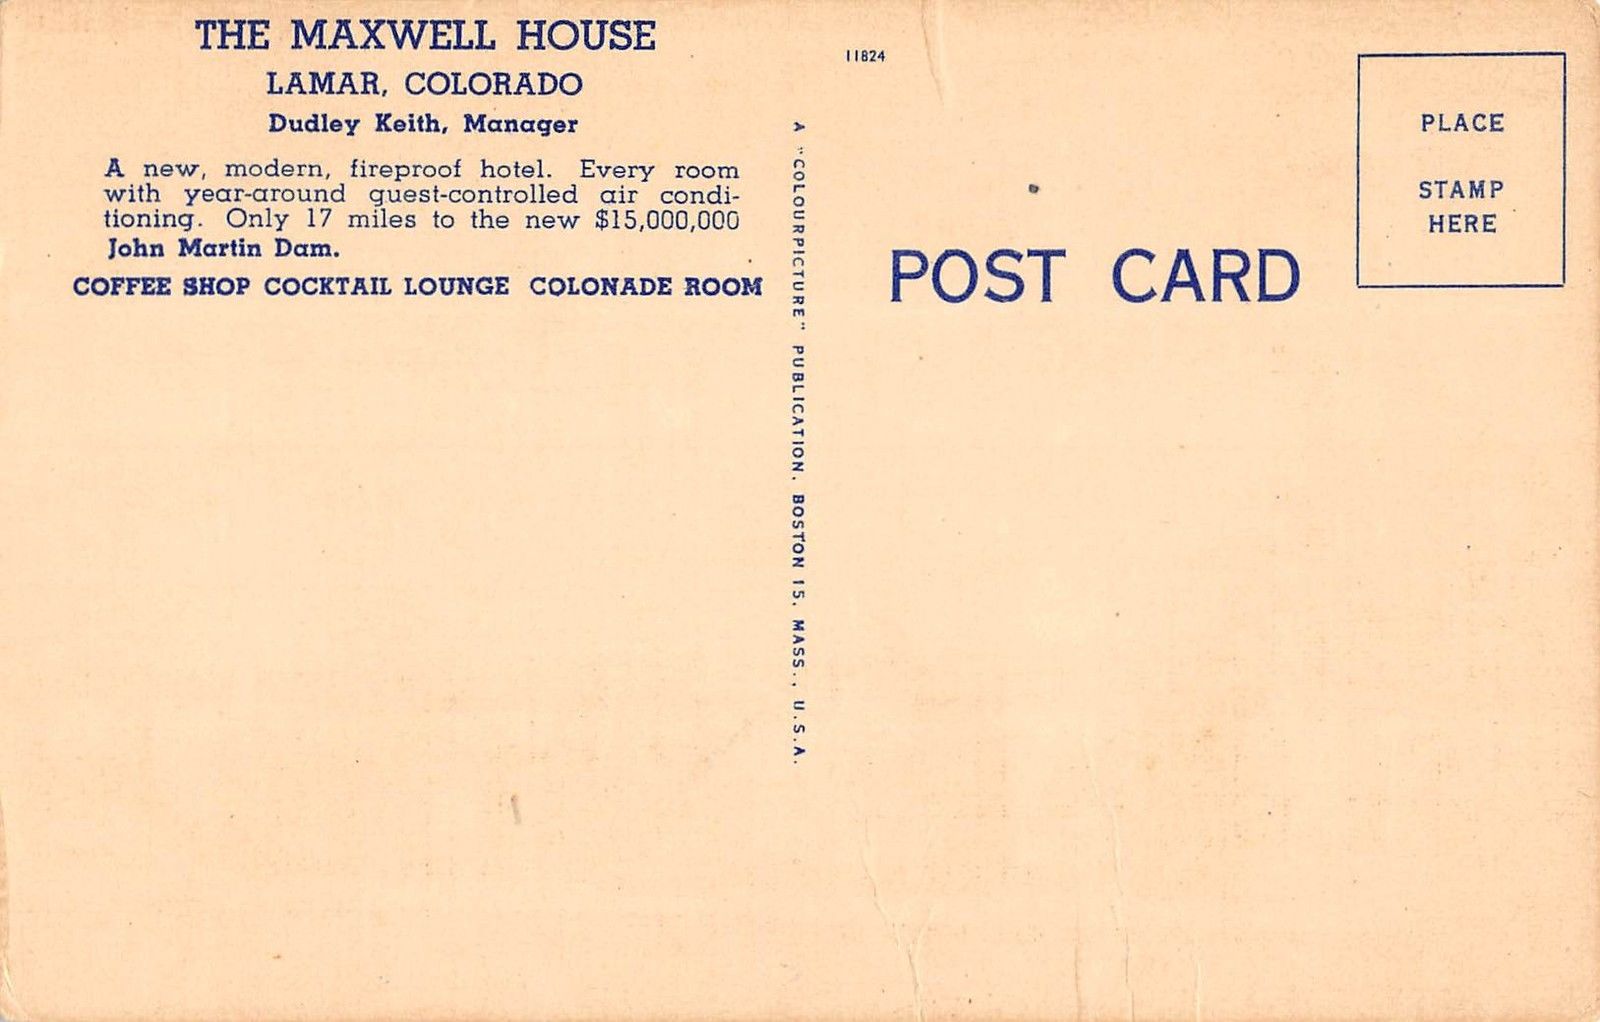 THE MAXWELL HOUSE
LAMAR, COLORADO
Dudley Keith, Manager
A new, modern, fireproof hotel. Every room
with year-around guest-controlled air condi-
tioning. Only 17 miles to the new $15,000,000
John Martin Dam.
COFFEE SHOP COCKTAIL LOUNGE COLONADE ROOM
A "COLOURPICTURE" PUBLICATION, BOSTON 15, MASS., U.S.A.
11824
POST CARD
PLACE
STAMP
HERE